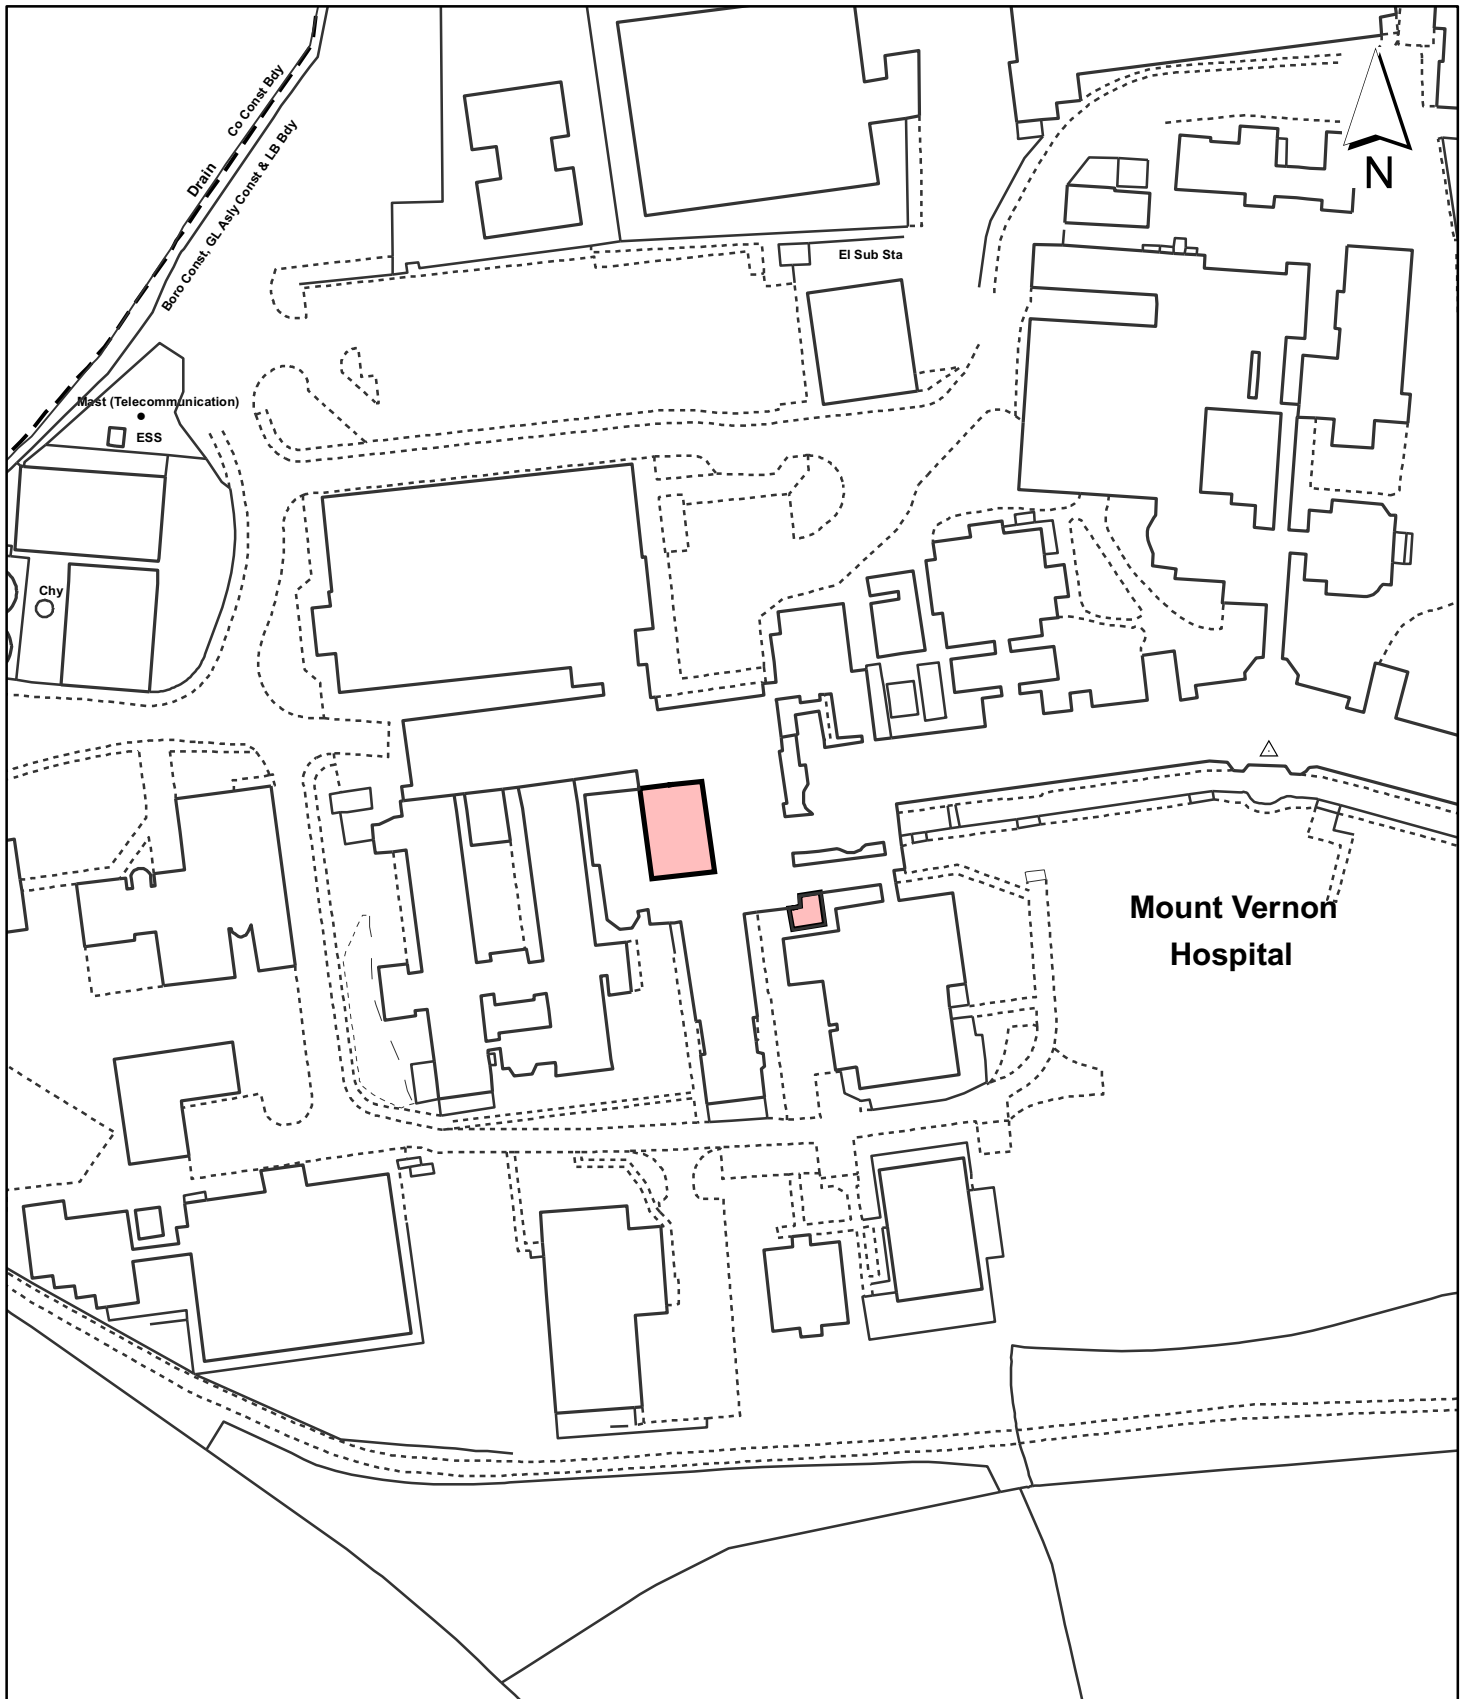 Co Const Bdy
Drain
Boro Const, GL Asly Const & LB Bdy
N
El Sub Sta
Mast (Telecommunication)
ESS
Chy
Mount Vernon
Hospital